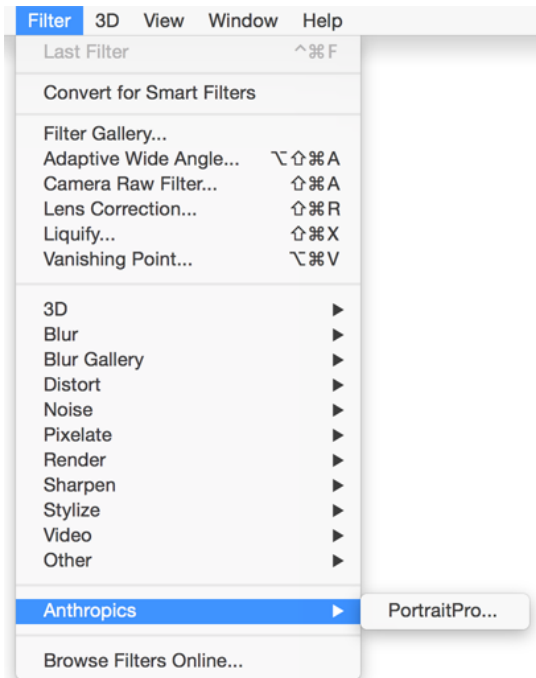 Filter 3D View Window Help
Last Filter ^⌘F
Convert for Smart Filters
Filter Gallery...
Adaptive Wide Angle... ⌥⇧⌘A
Camera Raw Filter... ⇧⌘A
Lens Correction... ⇧⌘R
Liquify... ⇧⌘X
Vanishing Point... ⌥⌘V
3D
Blur
Blur Gallery
Distort
Noise
Pixelate
Render
Sharpen
Stylize
Video
Other
Anthropics PortraitPro...
Browse Filters Online...